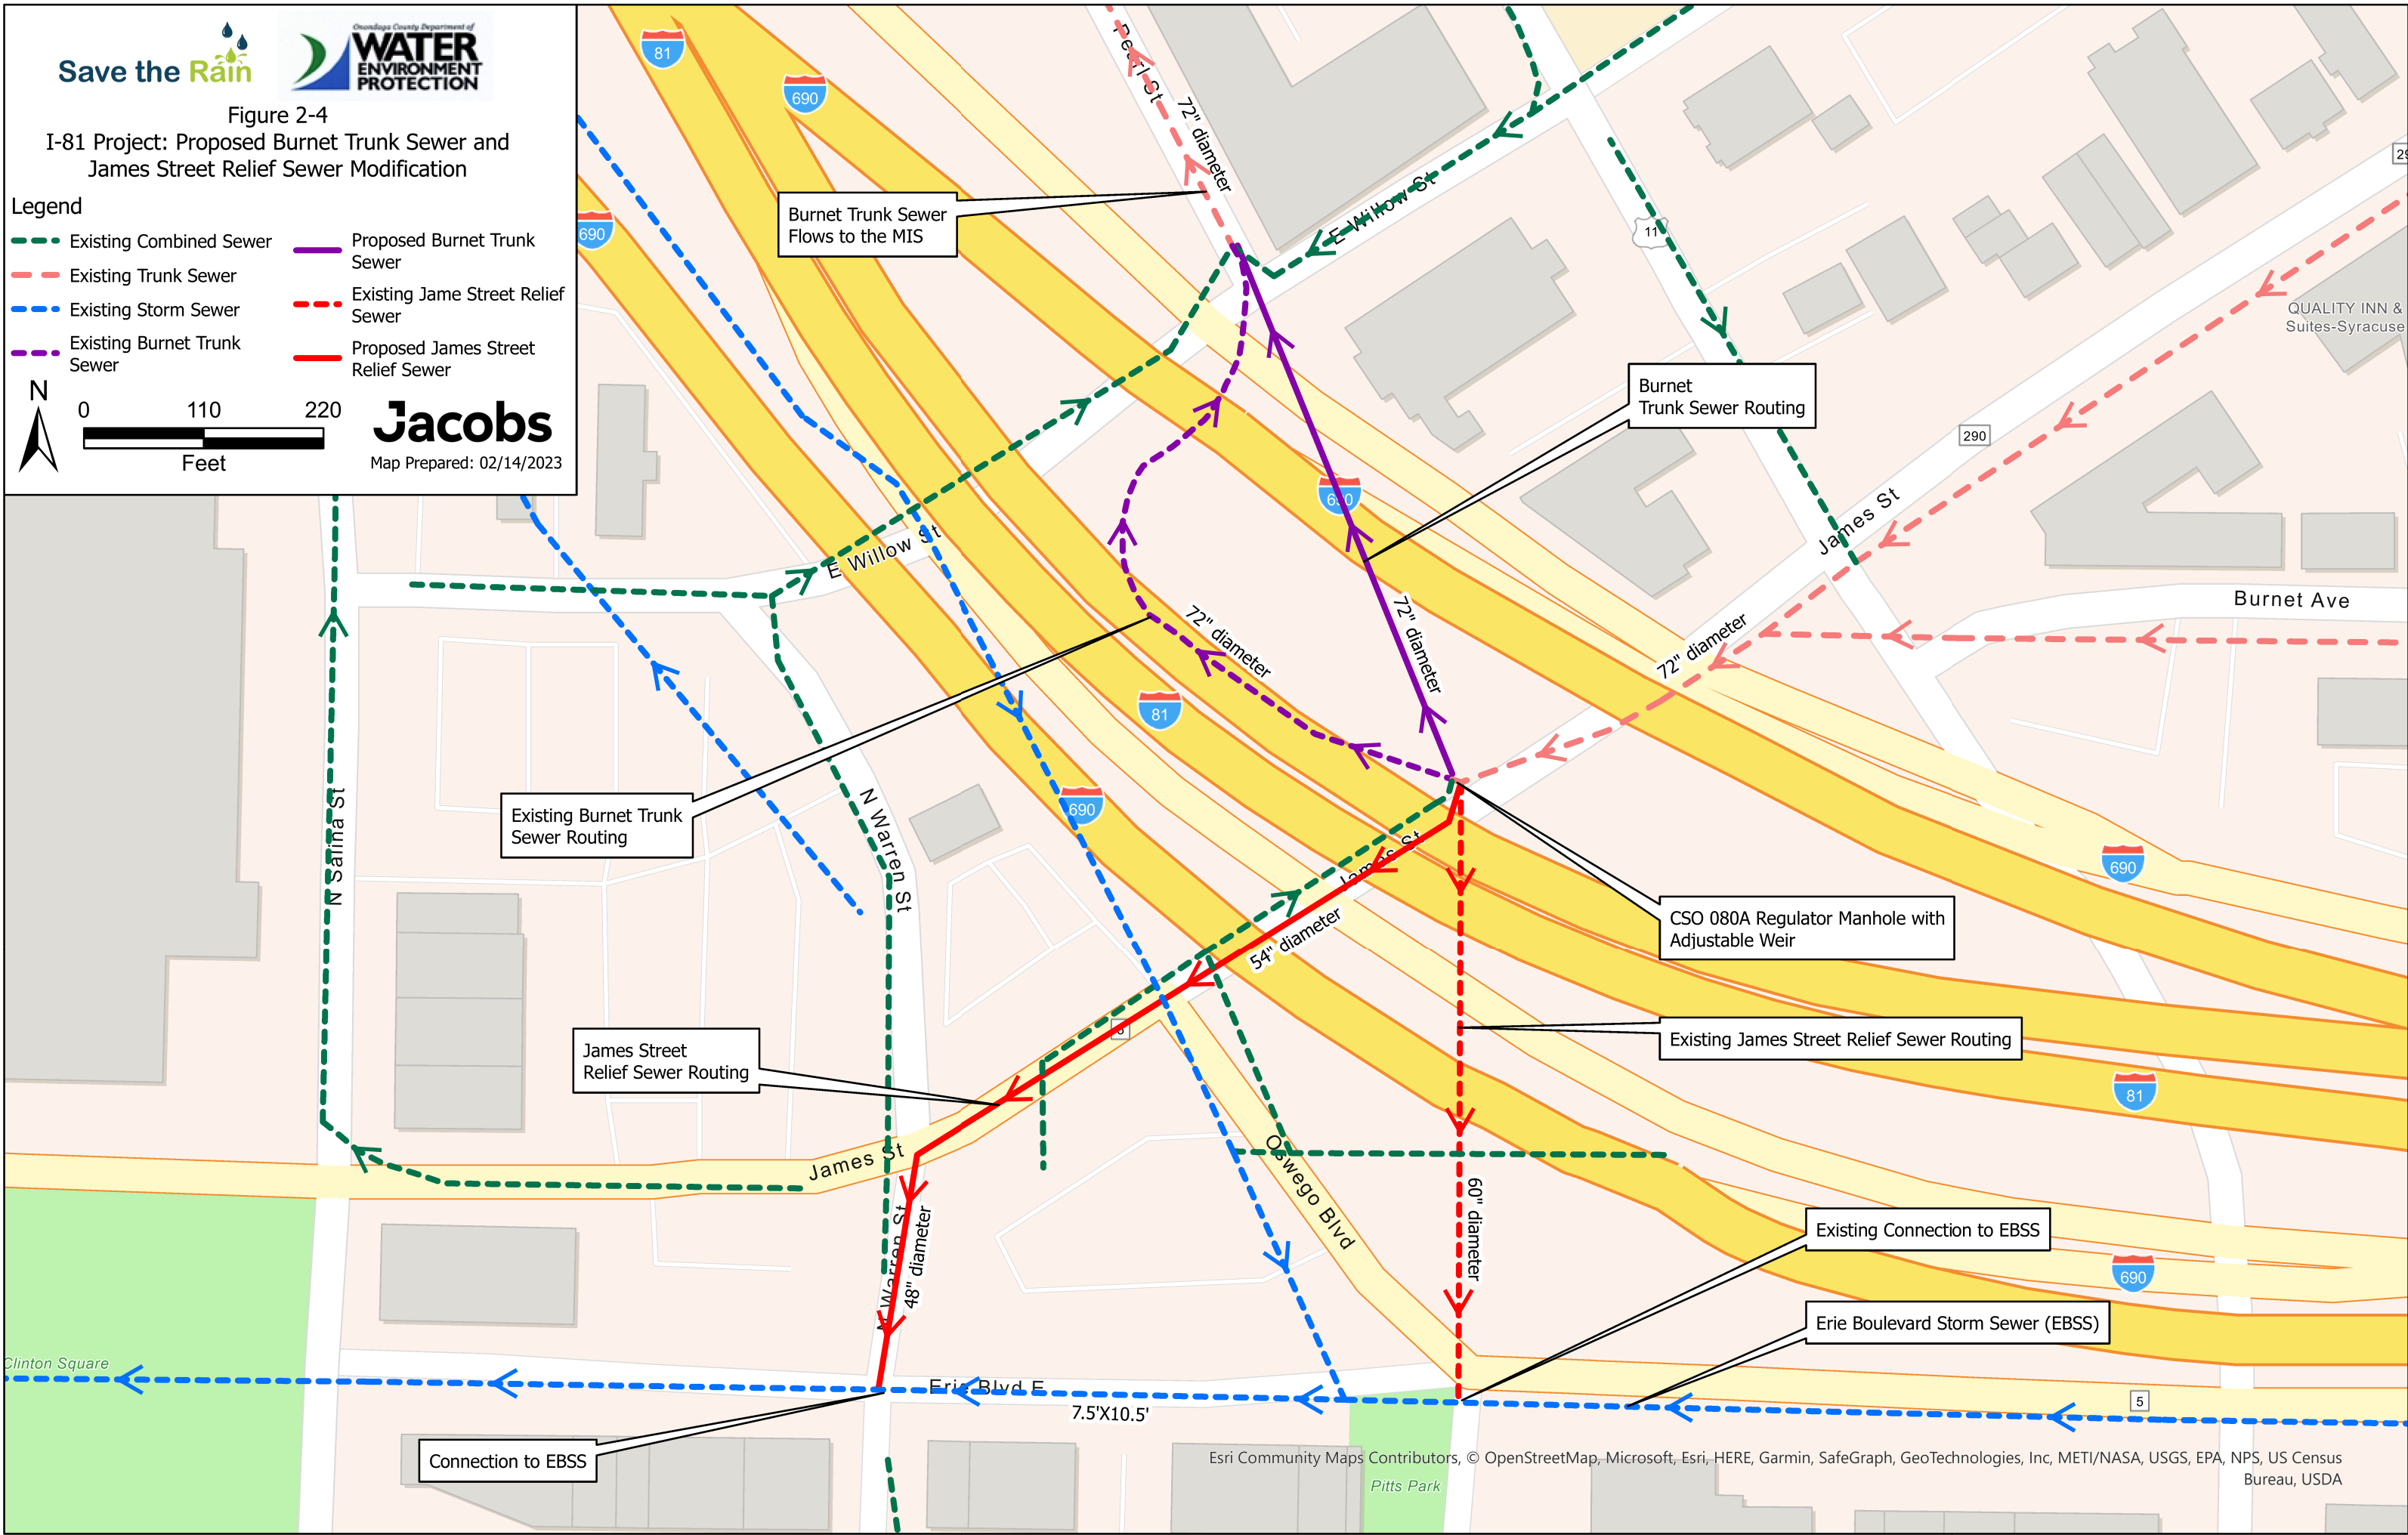 Save the Rain
Onondaga County Department of
WATER
ENVIRONMENT
PROTECTION
Figure 2-4
I-81 Project: Proposed Burnet Trunk Sewer and
James Street Relief Sewer Modification
Legend
Existing Combined Sewer
Existing Trunk Sewer
Existing Storm Sewer
Existing Burnet Trunk
Sewer
Proposed Burnet Trunk
Sewer
Existing Jame Street Relief
Sewer
Proposed James Street
Relief Sewer
N
0 110 220
Feet
Jacobs
Map Prepared: 02/14/2023
81
690
690
Pearl St
72" diameter
Burnet Trunk Sewer
Flows to the MIS
E Willow St
11
290
29
QUALITY INN &
Suites-Syracuse
Burnet
Trunk Sewer Routing
690
James St
Burnet Ave
E Willow St
72" diameter
72" diameter
72" diameter
81
690
Existing Burnet Trunk
Sewer Routing
N Salina St
N Warren St
James St
54" diameter
690
CSO 080A Regulator Manhole with
Adjustable Weir
5
James Street
Relief Sewer Routing
Existing James Street Relief Sewer Routing
81
James St
Oswego Blvd
N Warren St
48" diameter
60" diameter
Existing Connection to EBSS
690
Erie Boulevard Storm Sewer (EBSS)
Clinton Square
Erie Blvd E
7.5'X10.5'
5
Connection to EBSS
Pitts Park
Esri Community Maps Contributors, © OpenStreetMap, Microsoft, Esri, HERE, Garmin, SafeGraph, GeoTechnologies, Inc, METI/NASA, USGS, EPA, NPS, US Census
Bureau, USDA